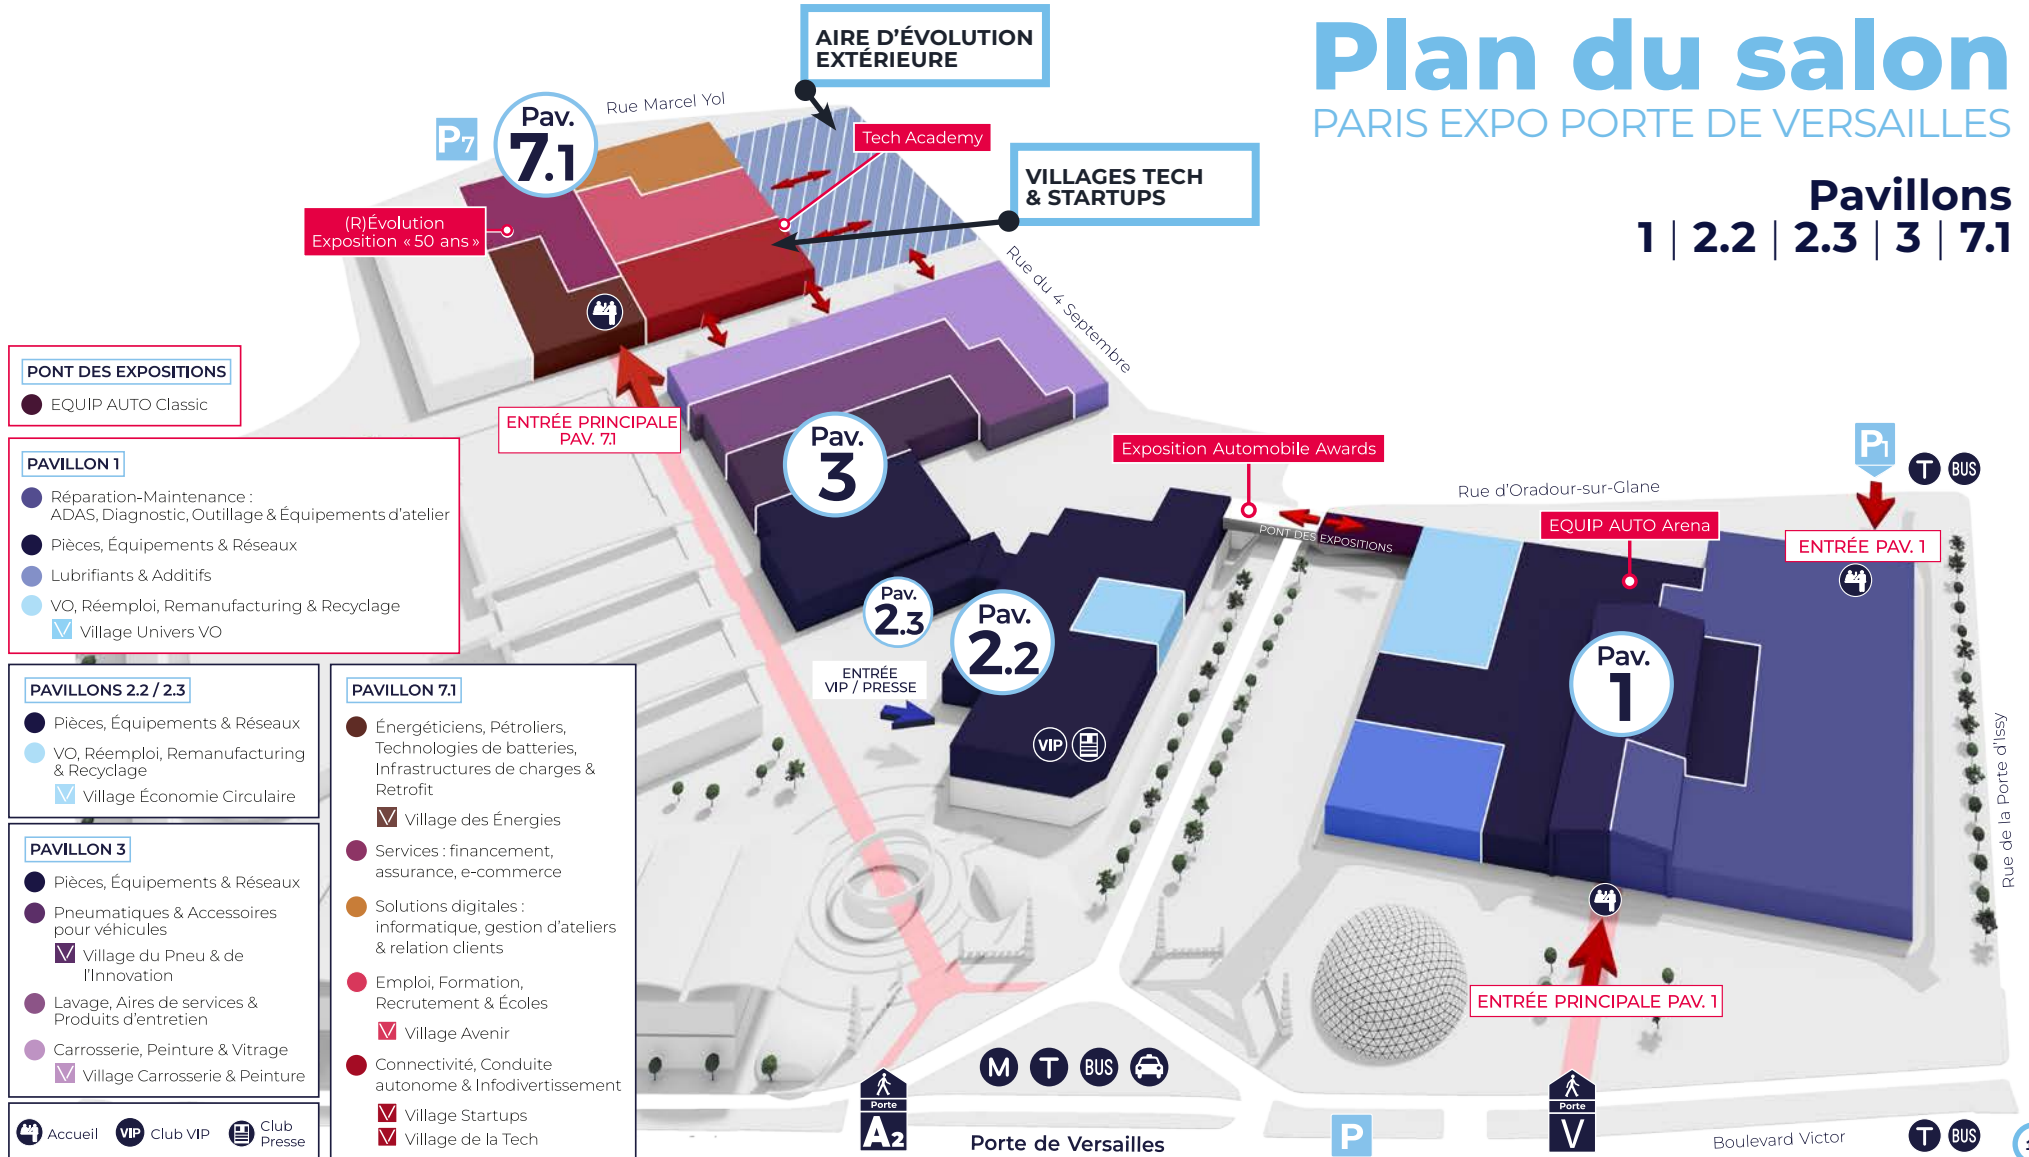 Plan du salon
PARIS EXPO PORTE DE VERSAILLES
Pavillons
1 | 2.2 | 2.3 | 3 | 7.1
AIRE D'ÉVOLUTION
EXTÉRIEURE
Rue Marcel Yol
P7
Pav.
7.1
Tech Academy
VILLAGES TECH
& STARTUPS
(R)Évolution
Exposition « 50 ans »
Rue du 4 Septembre
ENTRÉE PRINCIPALE
PAV. 7.1
Pav.
3
Exposition Automobile Awards
PONT DES EXPOSITIONS
Rue d'Oradour-sur-Glane
EQUIP AUTO Arena
P1
T BUS
ENTRÉE PAV. 1
Pav.
2.3
Pav.
2.2
ENTRÉE
VIP / PRESSE
VIP
Pav.
1
Rue de la Porte d'Issy
ENTRÉE PRINCIPALE PAV. 1
PONT DES EXPOSITIONS
EQUIP AUTO Classic
PAVILLON 1
Réparation-Maintenance :
ADAS, Diagnostic, Outillage & Équipements d'atelier
Pièces, Équipements & Réseaux
Lubrifiants & Additifs
VO, Réemploi, Remanufacturing & Recyclage
V Village Univers VO
PAVILLONS 2.2 / 2.3
Pièces, Équipements & Réseaux
VO, Réemploi, Remanufacturing
& Recyclage
V Village Économie Circulaire
PAVILLON 3
Pièces, Équipements & Réseaux
Pneumatiques & Accessoires
pour véhicules
V Village du Pneu & de
l'Innovation
Lavage, Aires de services &
Produits d'entretien
Carrosserie, Peinture & Vitrage
V Village Carrosserie & Peinture
Accueil
VIP Club VIP
Club
Presse
PAVILLON 7.1
Énergéticiens, Pétroliers,
Technologies de batteries,
Infrastructures de charges &
Retrofit
V Village des Énergies
Services : financement,
assurance, e-commerce
Solutions digitales :
informatique, gestion d'ateliers
& relation clients
Emploi, Formation,
Recrutement & Écoles
V Village Avenir
Connectivité, Conduite
autonome & Infodivertissement
V Village Startups
V Village de la Tech
M T BUS
Porte
A2
Porte de Versailles
P
Porte
V
Boulevard Victor
T BUS